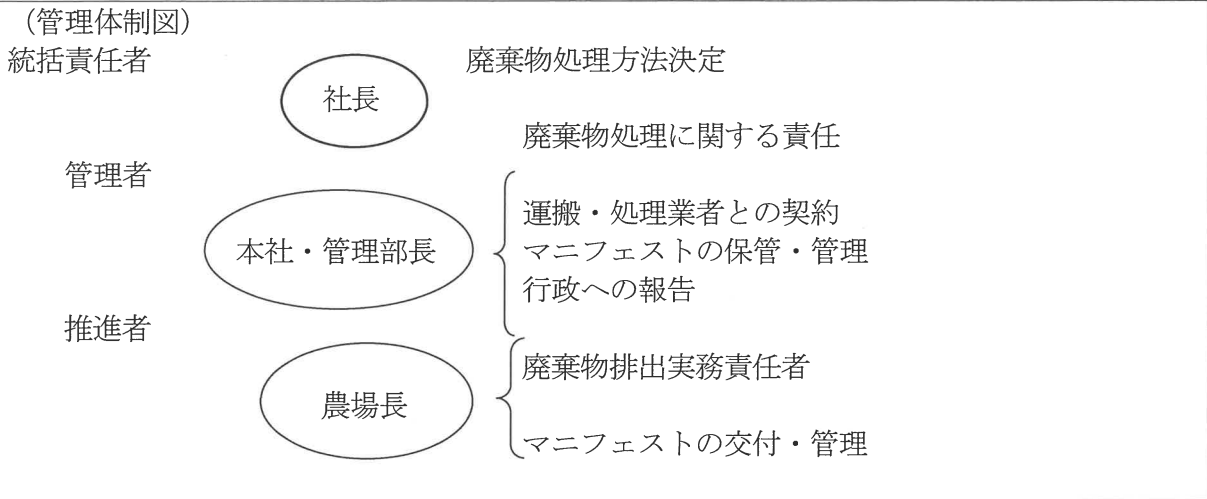 （管理体制図）
統括責任者
廃棄物処理方法決定
社長
廃棄物処理に関する責任
管理者
運搬・処理業者との契約
本社・管理部長
マニフェストの保管・管理
行政への報告
推進者
廃棄物排出実務責任者
農場長
マニフェストの交付・管理